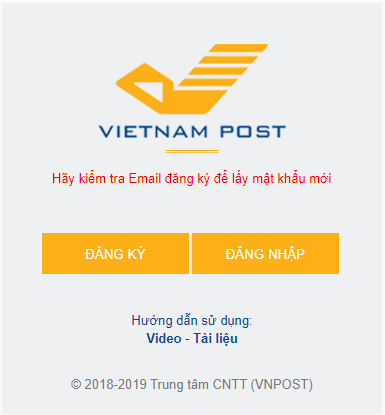 VIETNAM POST
Hãy kiểm tra Email đăng ký để lấy mật khẩu mới
ĐĂNG KÝ
ĐĂNG NHẬP
Hướng dẫn sử dụng:
Video - Tài liệu
© 2018-2019 Trung tâm CNTT (VNPOST)